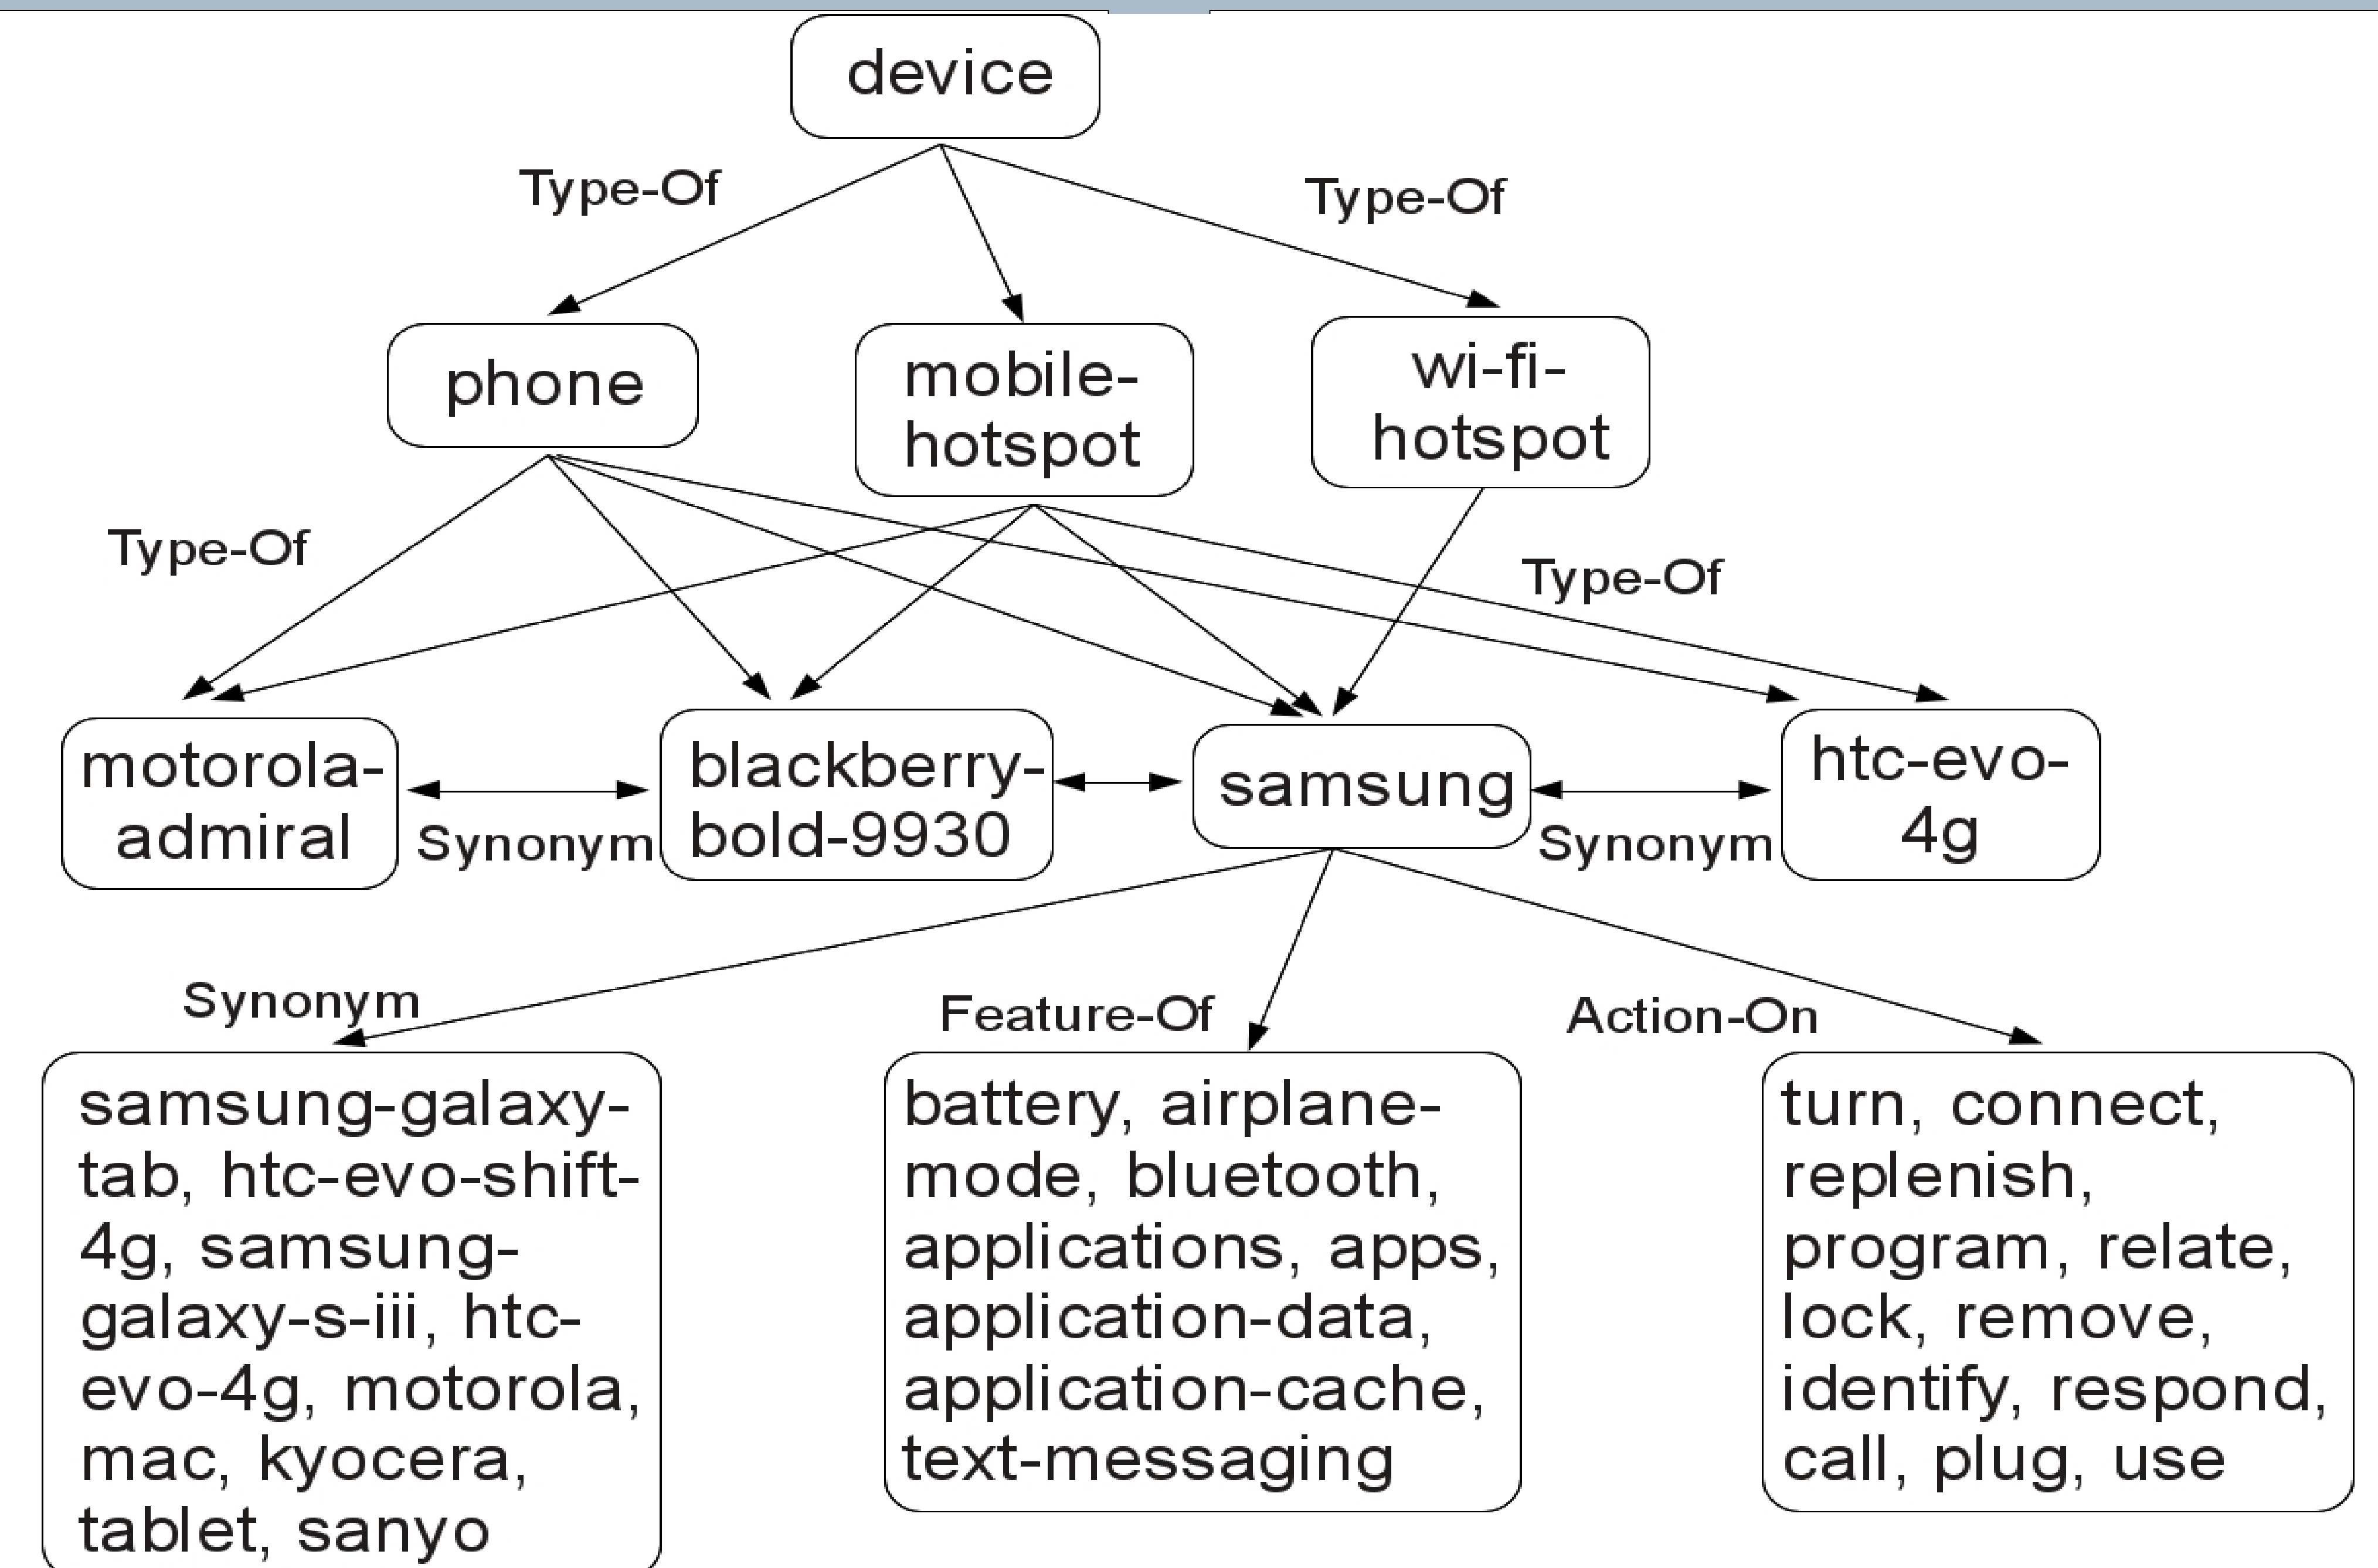 device
Type-Of
Type-Of
phone
mobile-
hotspot
wi-fi-
hotspot
Type-Of
Type-Of
motorola-
admiral
Synonym
blackberry-
bold-9930
samsung
Synonym
htc-evo-
4g
Synonym
Feature-Of
Action-On
samsung-galaxy-
tab, htc-evo-shift-
4g, samsung-
galaxy-s-iii, htc-
evo-4g, motorola,
mac, kyocera,
tablet, sanyo
battery, airplane-
mode, bluetooth,
applications, apps,
application-data,
application-cache,
text-messaging
turn, connect,
replenish,
program, relate,
lock, remove,
identify, respond,
call, plug, use